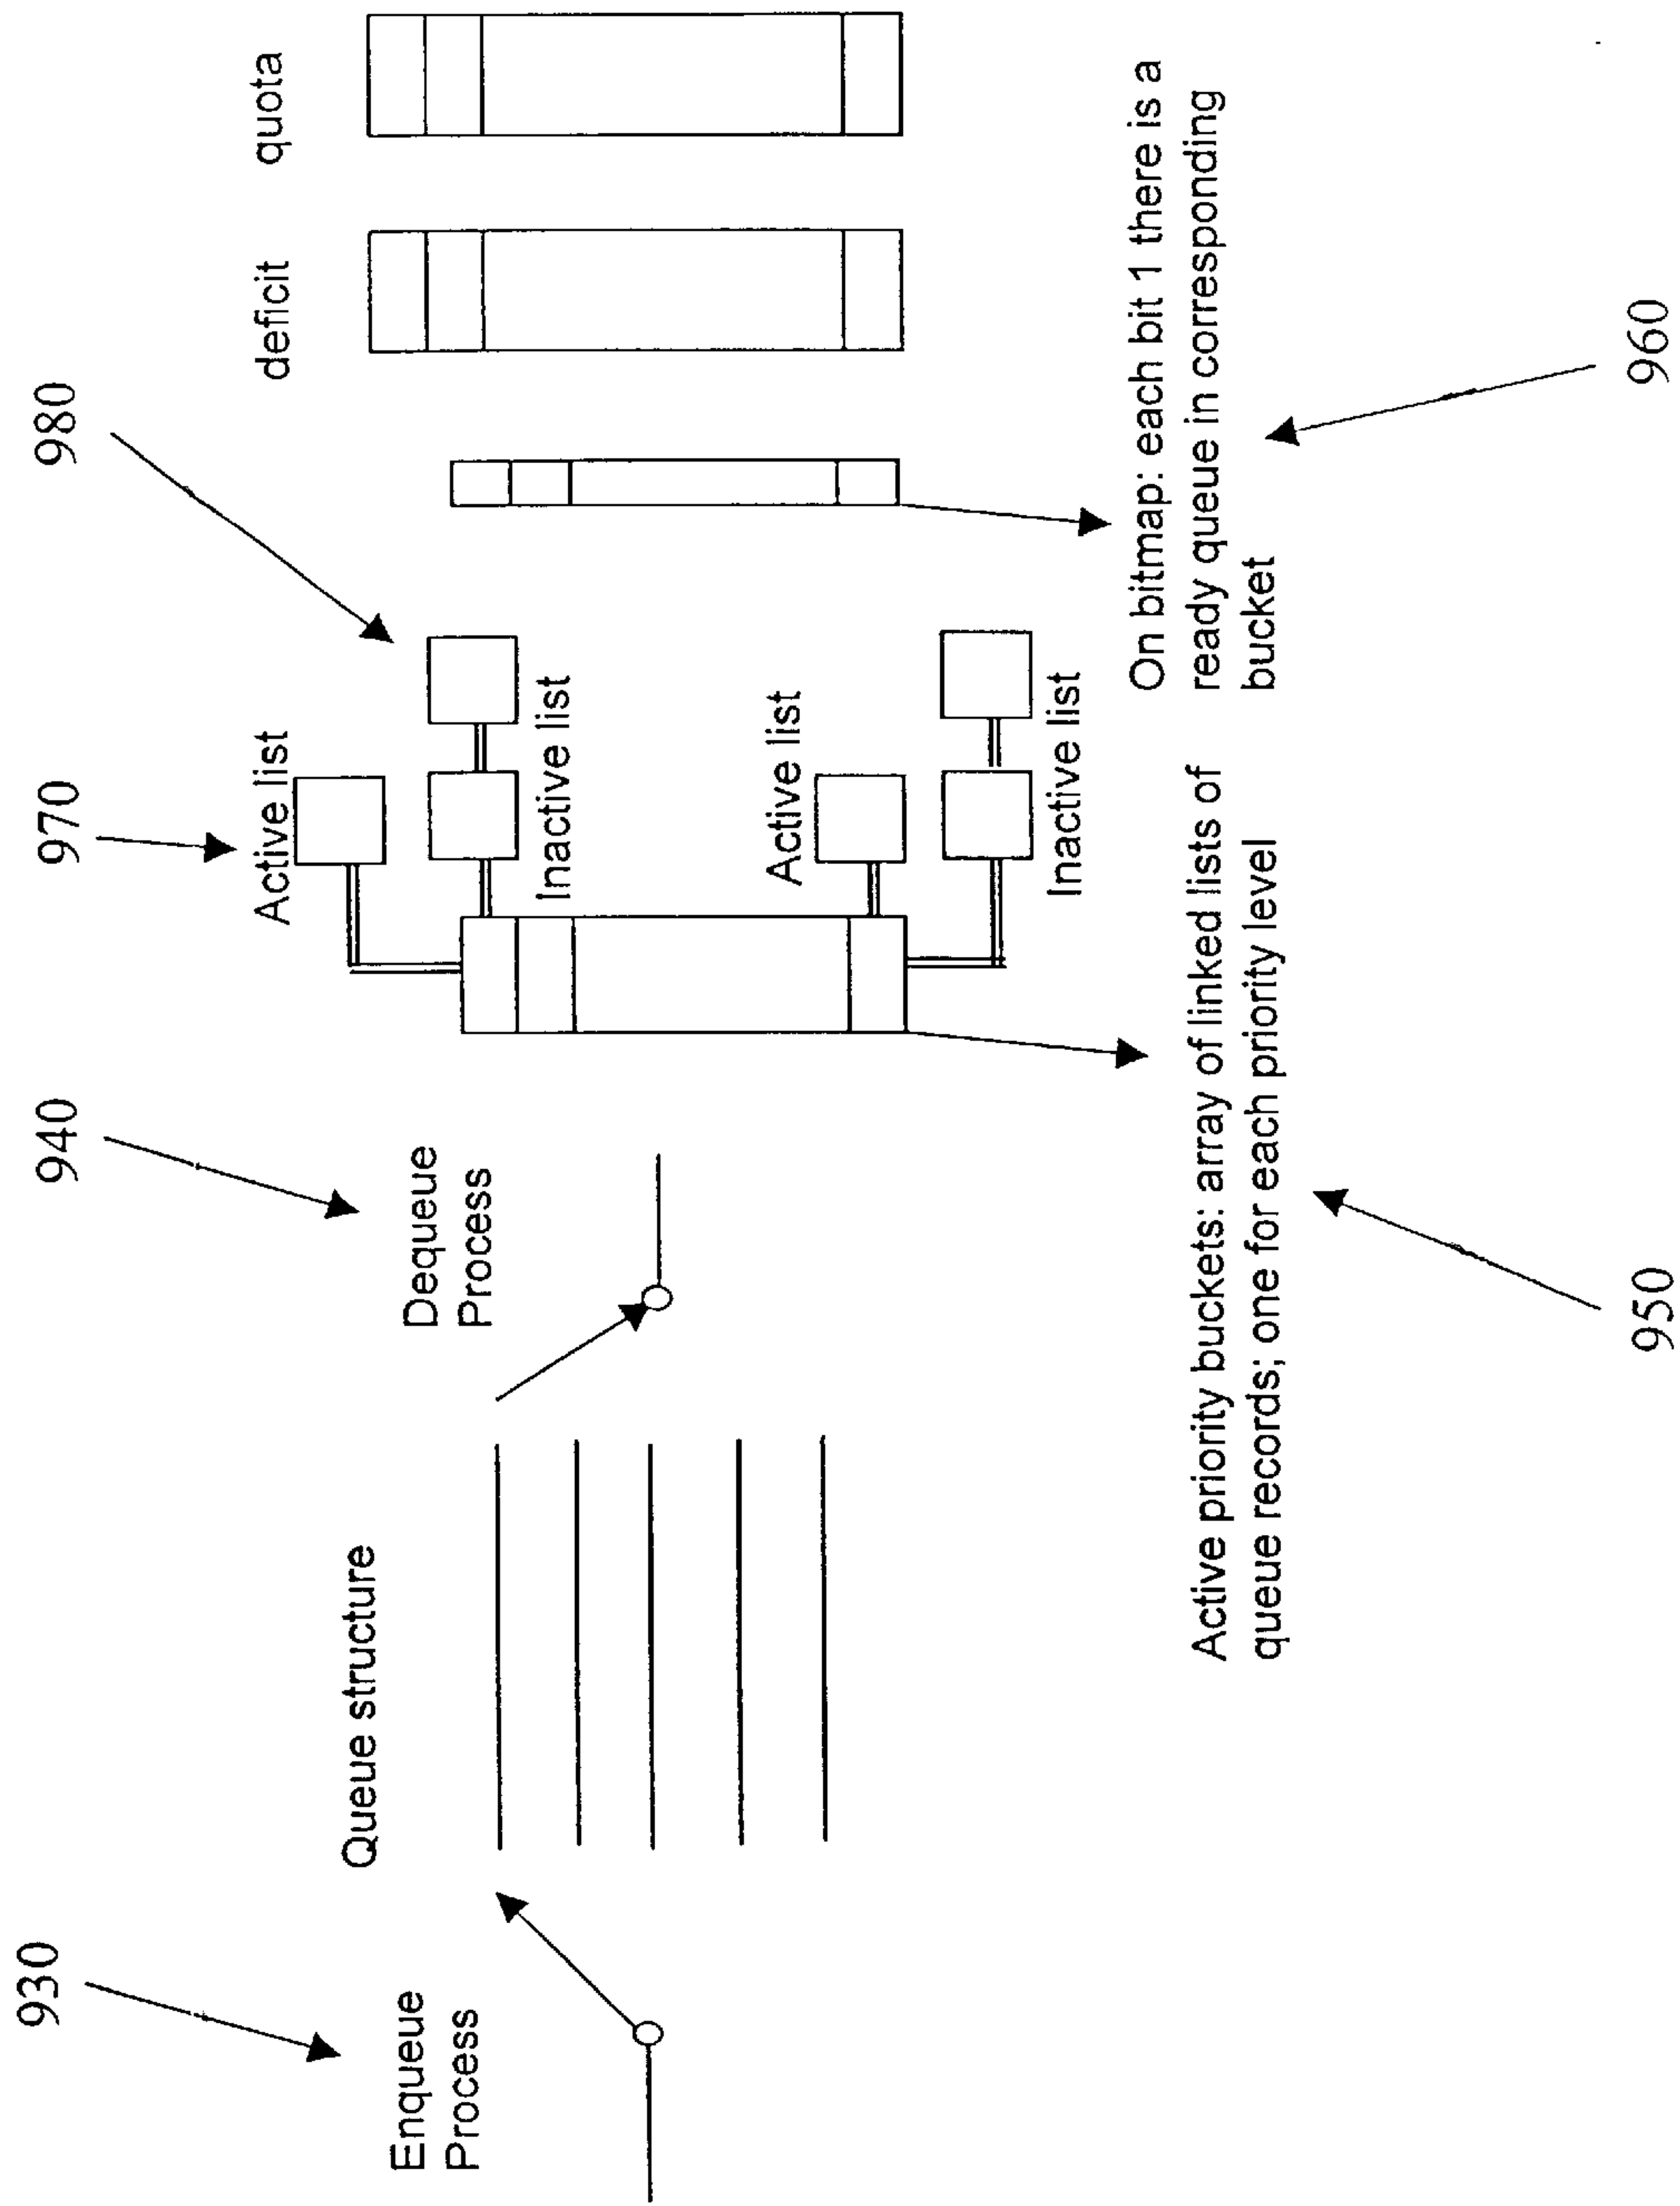 930
940
970
980
Enqueue
Process
Queue structure
Dequeue
Process
Active list
Inactive list
Active list
Inactive list
deficit
quota
Active priority buckets: array of linked lists of
queue records; one for each priority level
On bitmap: each bit 1 there is a
ready queue in corresponding
bucket
950
960